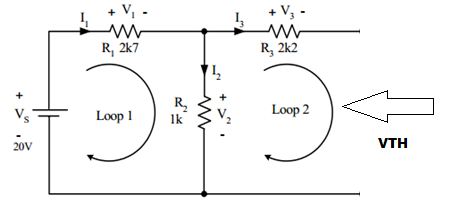 + V1 -
I1
R1 2k7
+ V3 -
I3
R3 2k2
I2
+
VS
-
20V
Loop 1
R2
1k
+
V2
-
Loop 2
VTH